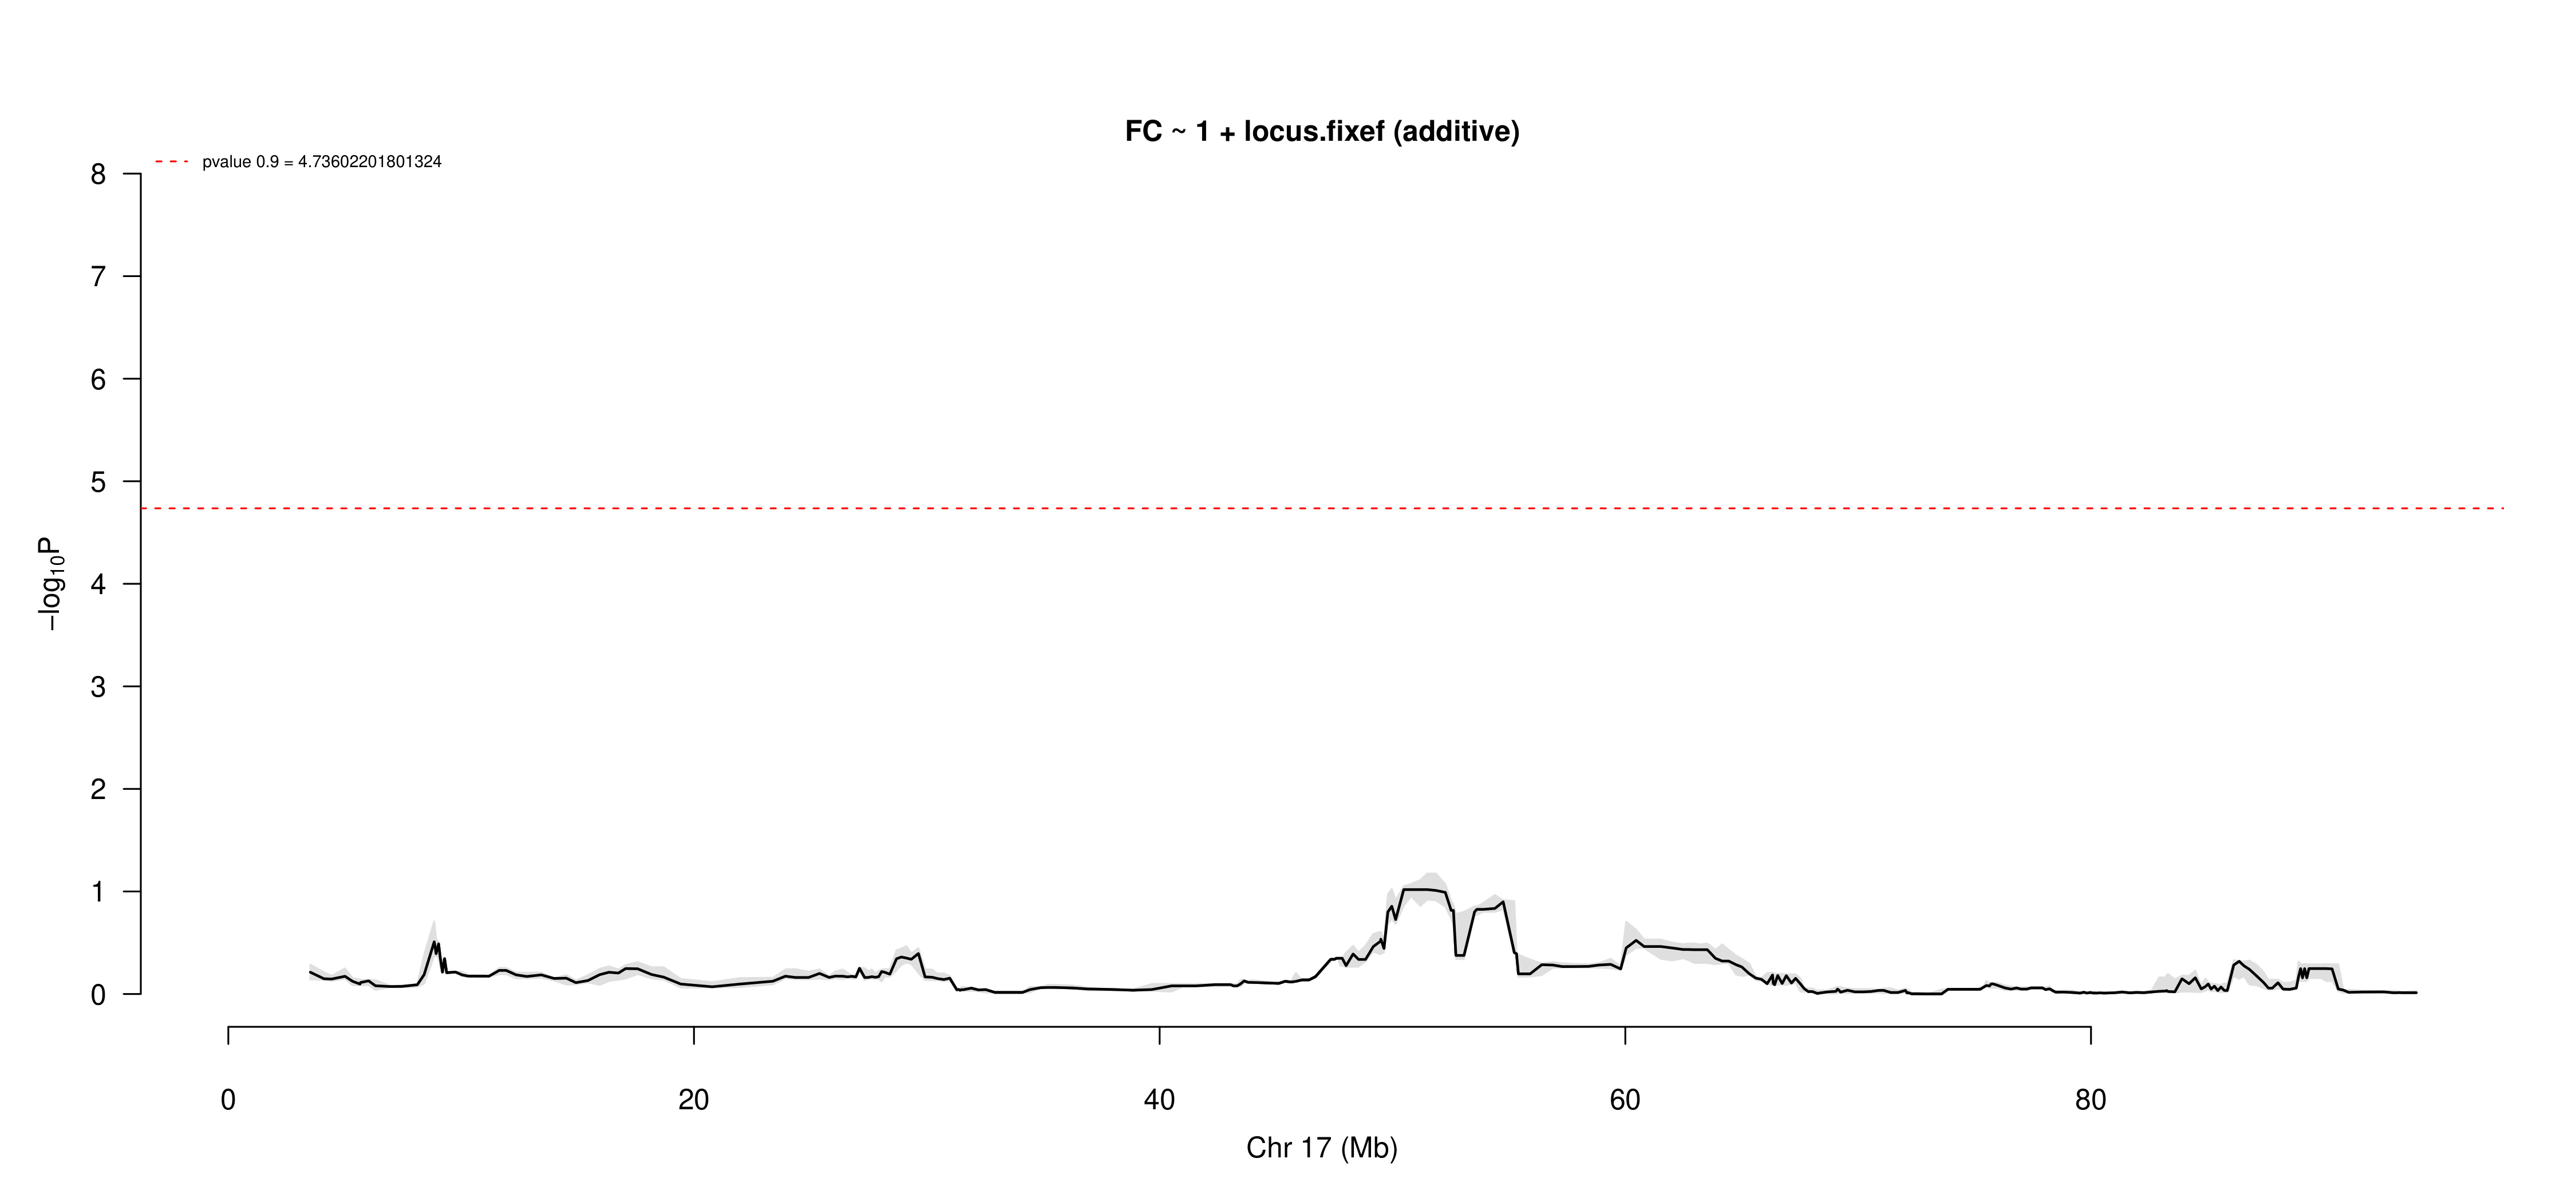 FC ~ 1 + locus.fixef (additive)
pvalue 0.9 = 4.73602201801324
8
7
6
5
4
3
2
1
0
−log10P
0 20 40 60 80
Chr 17 (Mb)